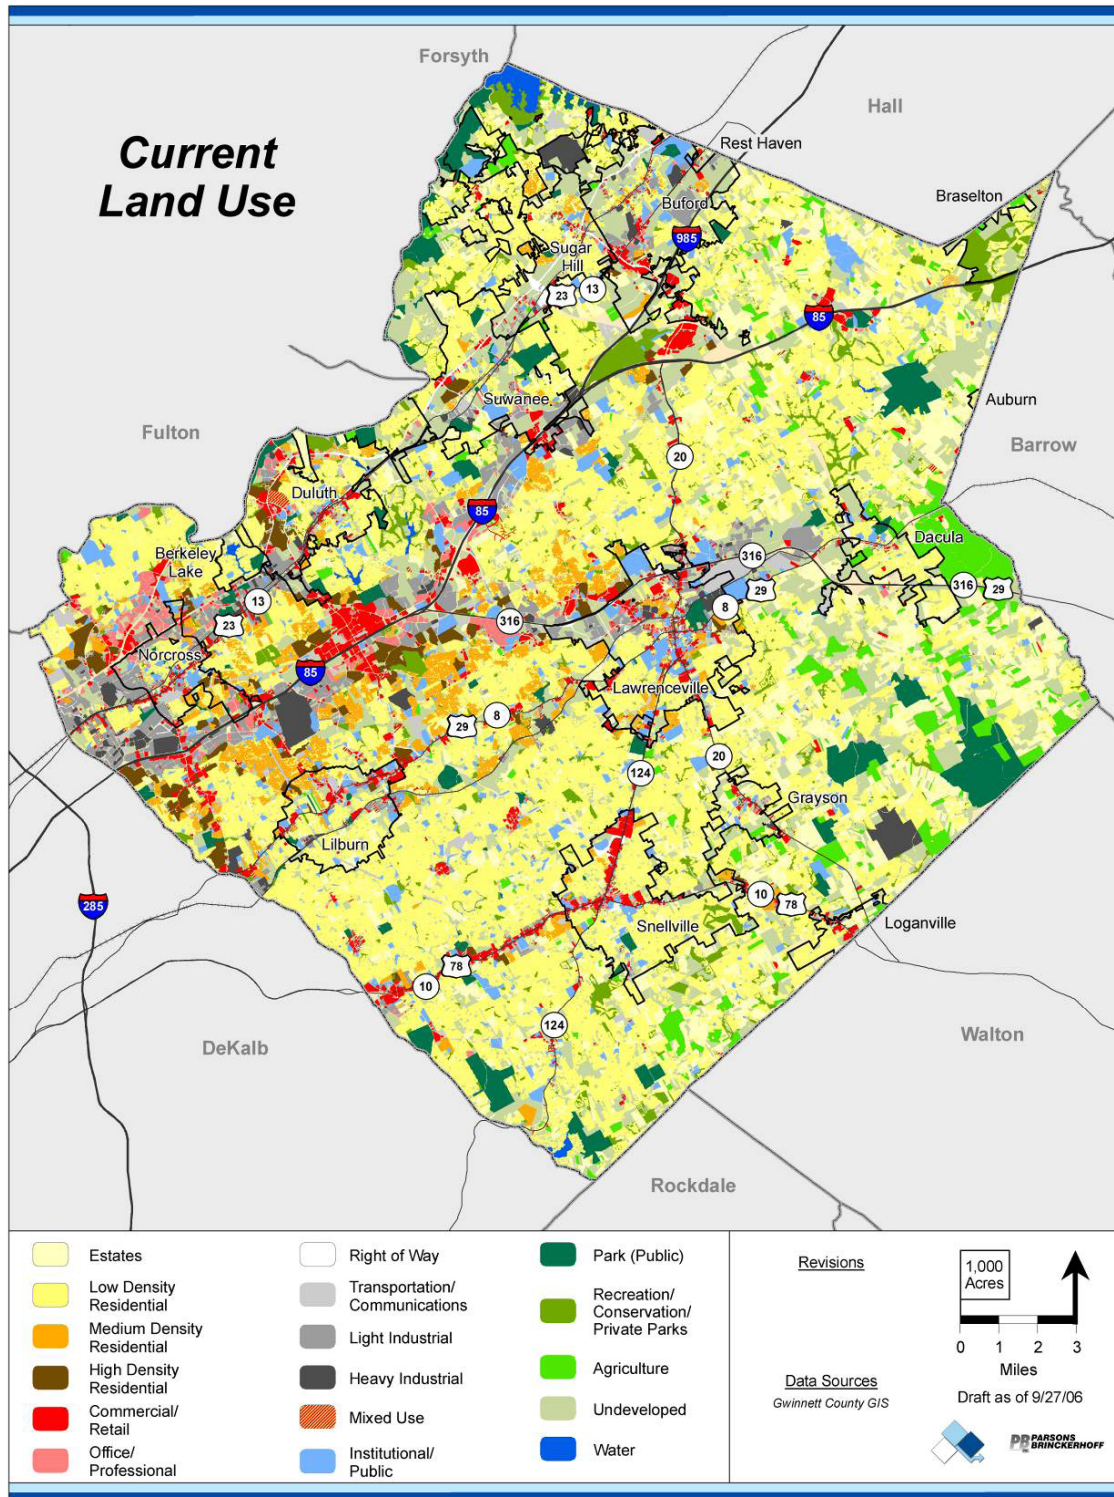 Current
Land Use
Forsyth
Hall
Rest Haven
Braselton
Buford
985
Sugar
Hill
23
13
85
Suwanee
Auburn
Fulton
Barrow
20
Duluth
85
Dacula
Berkeley
Lake
316
13
29
316
29
23
8
316
Norcross
85
Lawrenceville
29
8
20
124
Grayson
Lilburn
10
78
285
Snellville
Loganville
78
10
124
DeKalb
Walton
Rockdale
Estates
Low Density
Residential
Medium Density
Residential
High Density
Residential
Commercial/
Retail
Office/
Professional
Right of Way
Transportation/
Communications
Light Industrial
Heavy Industrial
Mixed Use
Institutional/
Public
Park (Public)
Recreation/
Conservation/
Private Parks
Agriculture
Undeveloped
Water
Revisions
Data Sources
Gwinnett County GIS
1,000
Acres
0 1 2 3
Miles
Draft as of 9/27/06
PB PARSONS
BRINCKERHOFF